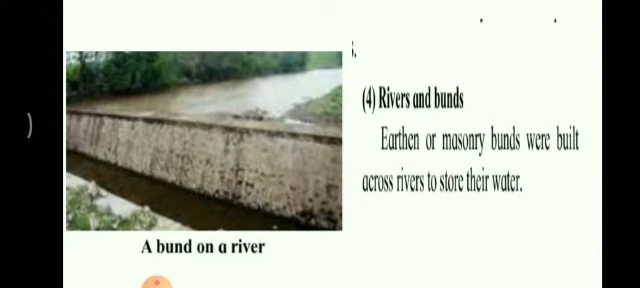 (4) Rivers and bunds
Earthen or masonry bunds were built
across rivers to store their water.
A bund on a river